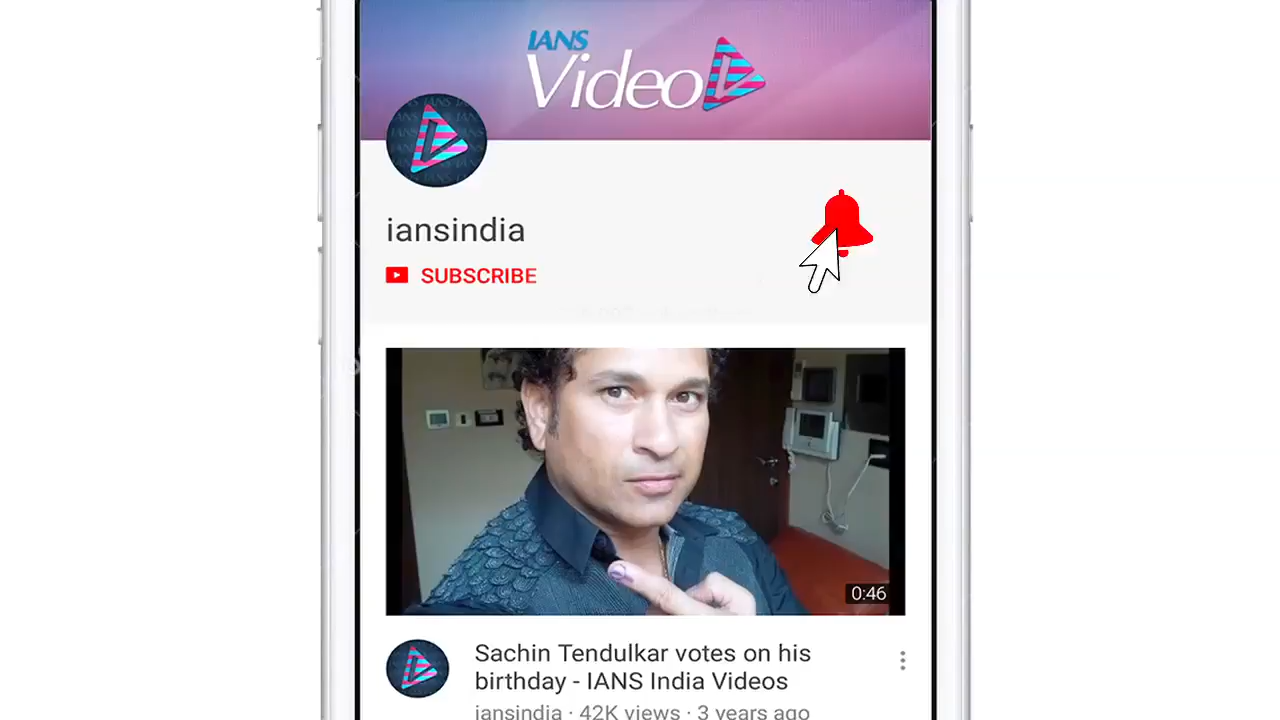 IANS
Video
iansindia
SUBSCRIBE
0:46
Sachin Tendulkar votes on his
birthday - IANS India Videos
iansindia · 42K views · 3 years ago